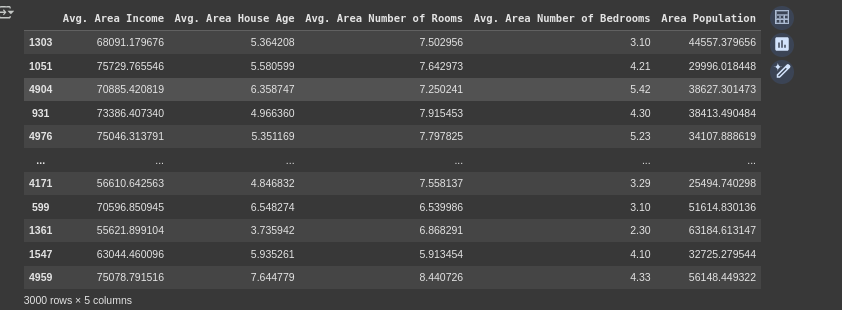 Avg. Area Income Avg. Area House Age Avg. Area Number of Rooms Avg. Area Number of Bedrooms Area Population
1303 68091.179676 5.364208 7.502956 3.10 44557.379656
1051 75729.765546 5.580599 7.642973 4.21 29996.018448
4904 70885.420819 6.358747 7.250241 5.42 38627.301473
931 73386.407340 4.966360 7.915453 4.30 38413.490484
4976 75046.313791 5.351169 7.797825 5.23 34107.888619
... ... ... ... ... ...
4171 56610.642563 4.846832 7.558137 3.29 25494.740298
599 70596.850945 6.548274 6.539986 3.10 51614.830136
1361 55621.899104 3.735942 6.868291 2.30 63184.613147
1547 63044.460096 5.935261 5.913454 4.10 32725.279544
4959 75078.791516 7.644779 8.440726 4.33 56148.449322
3000 rows × 5 columns